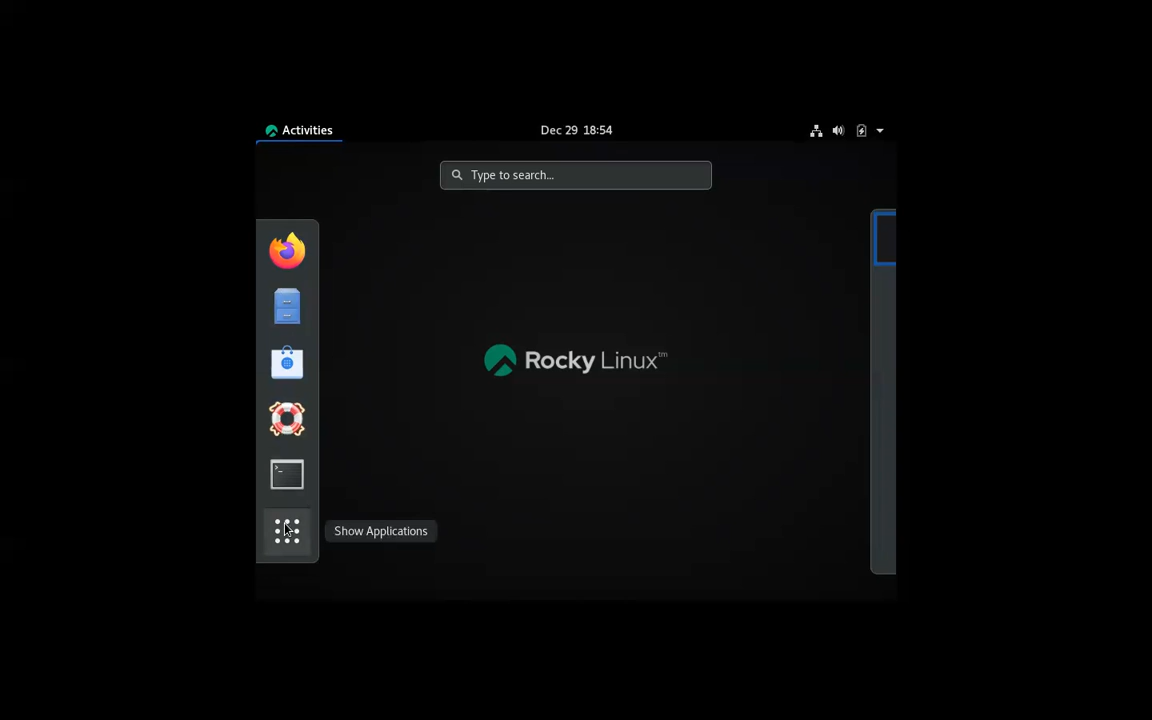 Activities
Dec 29 18:54
Type to search...
Rocky Linux™
Show Applications